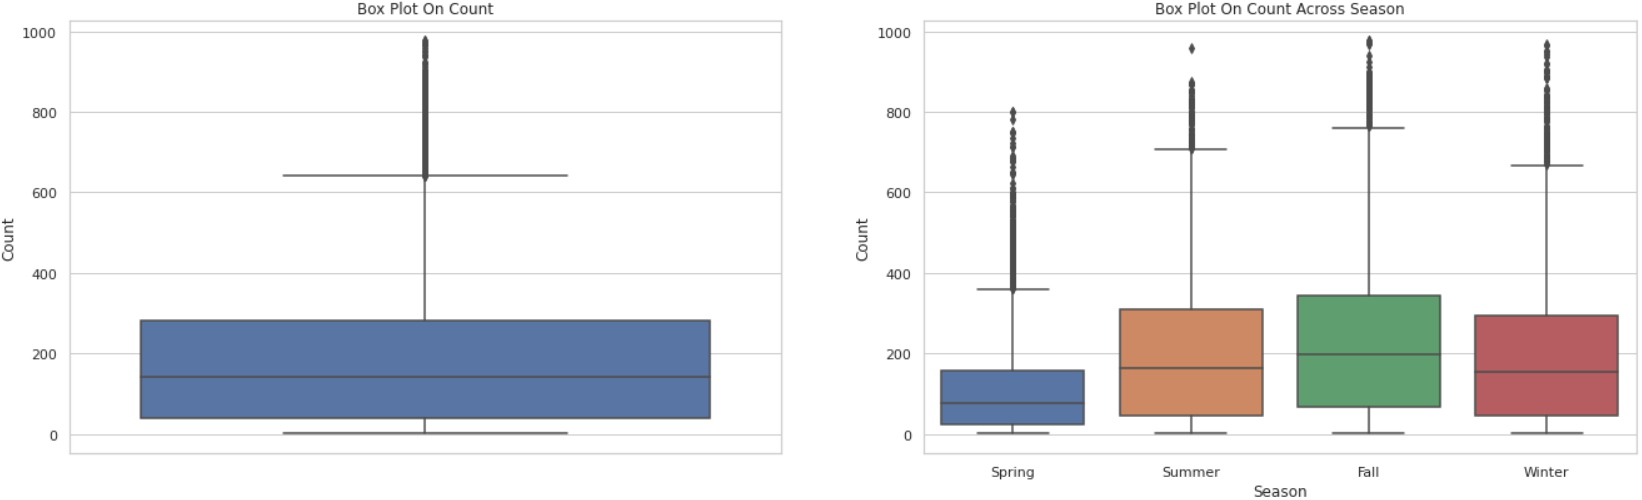 Box Plot On Count
1000
800
600
400
200
0
Count
Box Plot On Count Across Season
1000
800
600
400
200
0
Count
Spring
Summer
Fall
Winter
Season